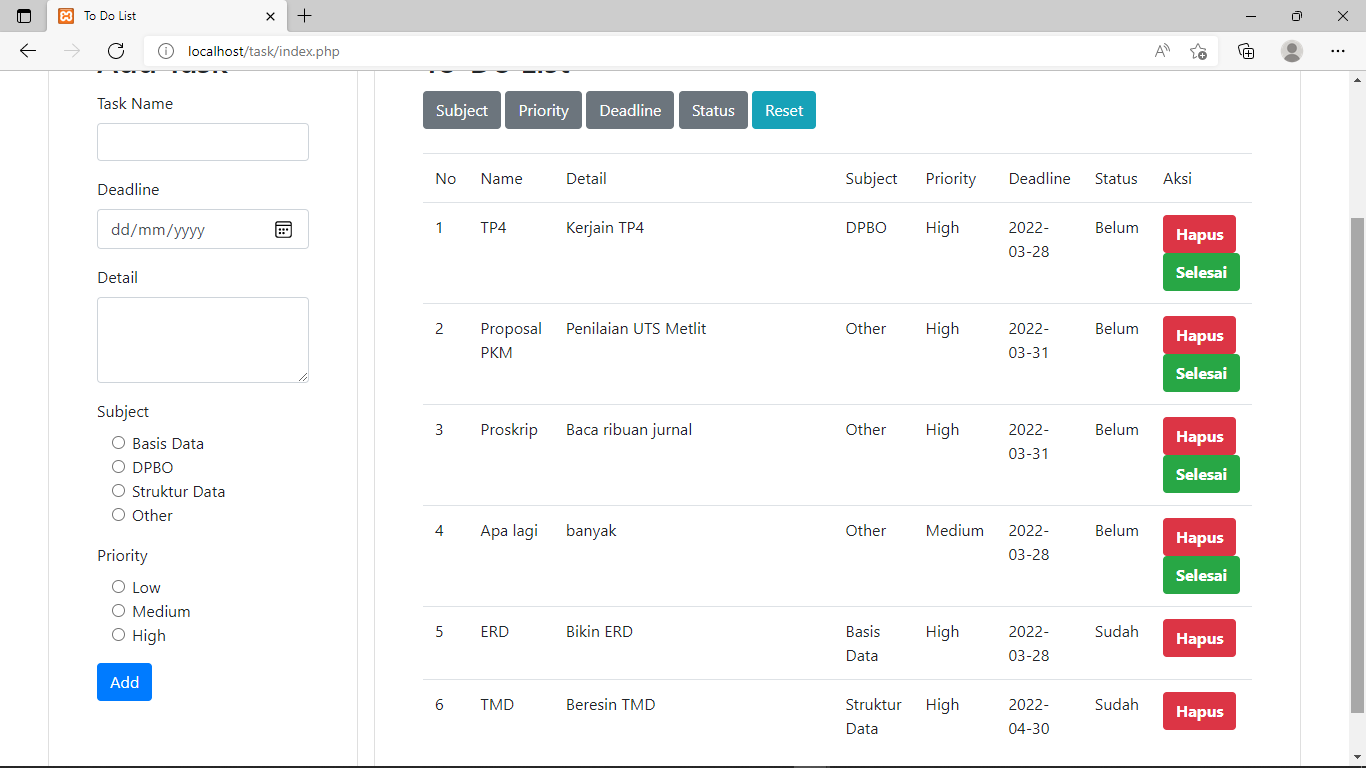 To Do List
localhost/task/index.php
Add Task
Task Name
Deadline
dd/mm/yyyy
Detail
Subject
Basis Data
DPBO
Struktur Data
Other
Priority
Low
Medium
High
Add
To-Do List
Subject Priority Deadline Status Reset
No Name Detail Subject Priority Deadline Status Aksi
1 TP4 Kerjain TP4 DPBO High 2022- Belum Hapus
03-28 Selesai
2 Proposal Penilaian UTS Metlit Other High 2022- Belum Hapus
PKM 03-31 Selesai
3 Proskrip Baca ribuan jurnal Other High 2022- Belum Hapus
03-31 Selesai
4 Apa lagi banyak Other Medium 2022- Belum Hapus
03-28 Selesai
5 ERD Bikin ERD Basis High 2022- Sudah Hapus
Data 03-28
6 TMD Beresin TMD Struktur High 2022- Sudah Hapus
Data 04-30